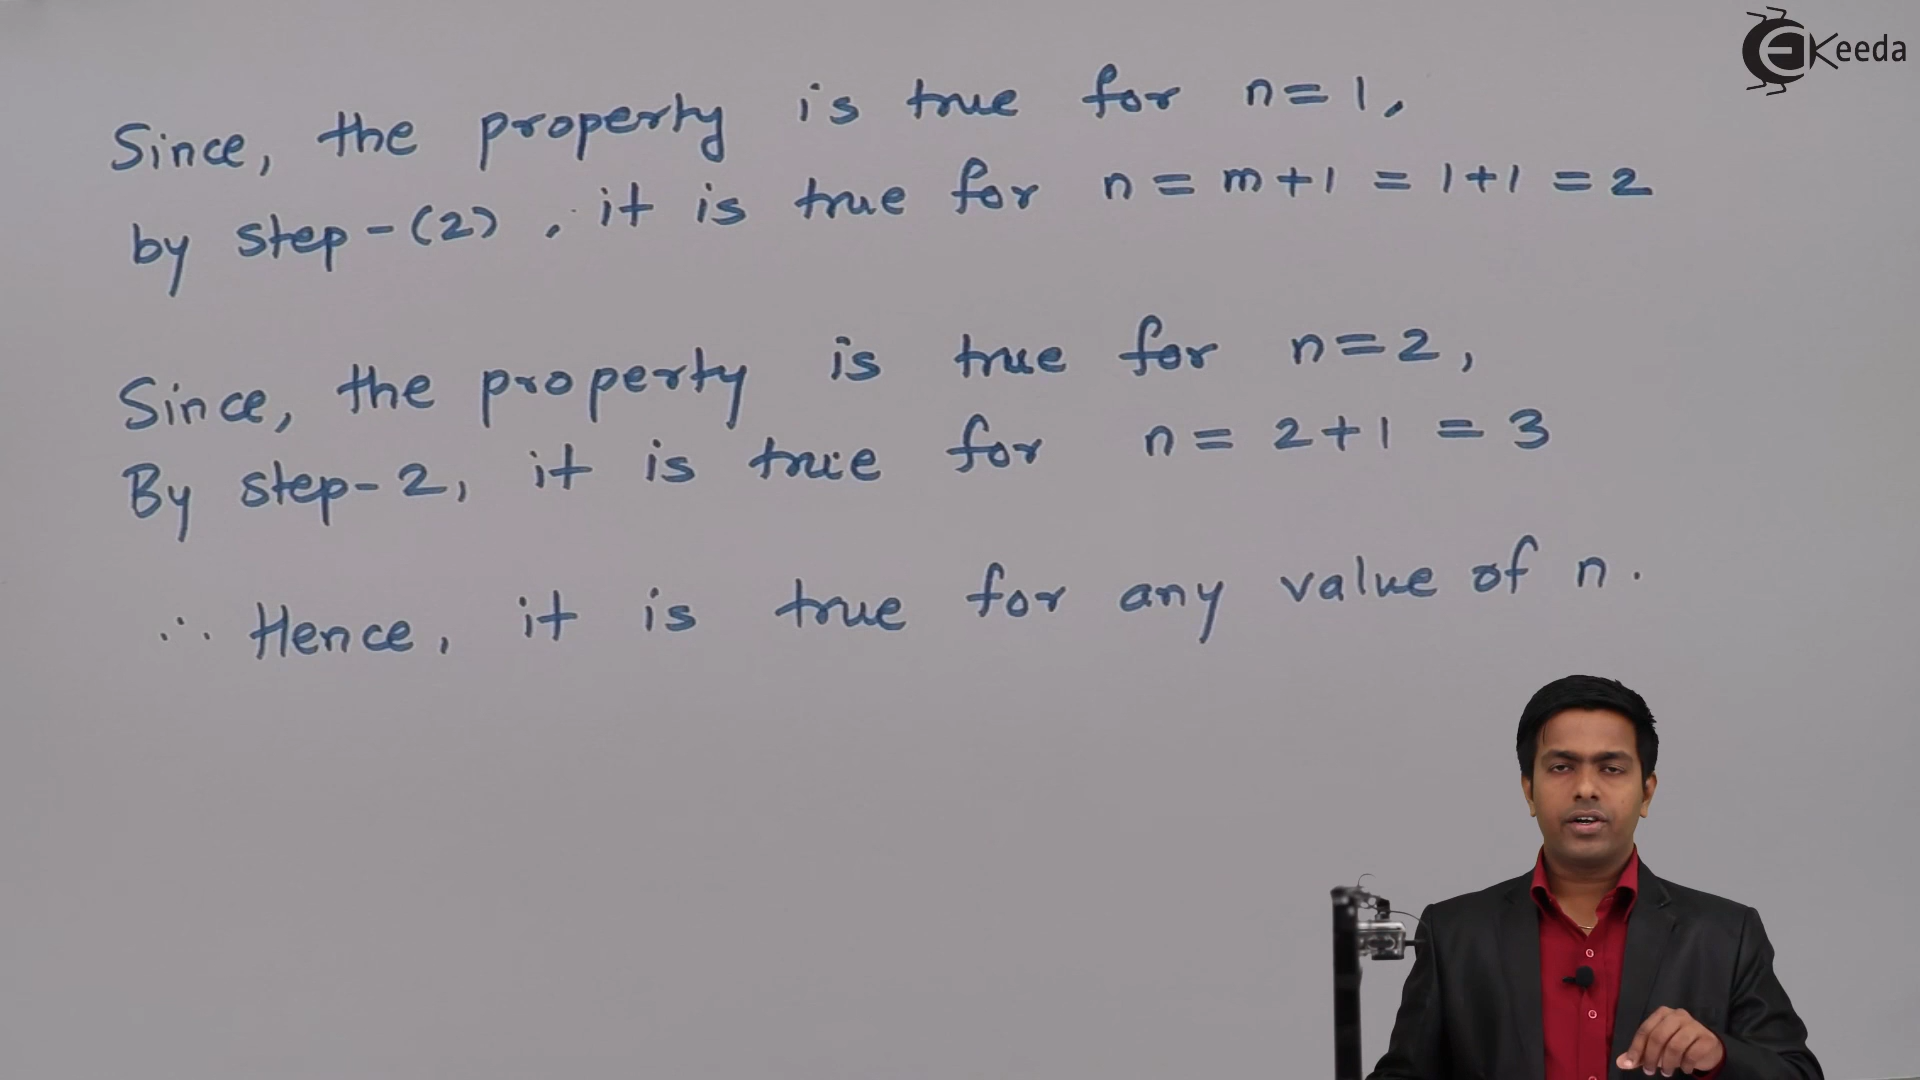 Keeda
Since, the property is true for n=1,
by step-(2), it is true for n = m+1 = 1+1 = 2
Since, the property is true for n=2,
By step-2, it is true for n = 2+1 = 3
∴ Hence, it is true for any value of n.